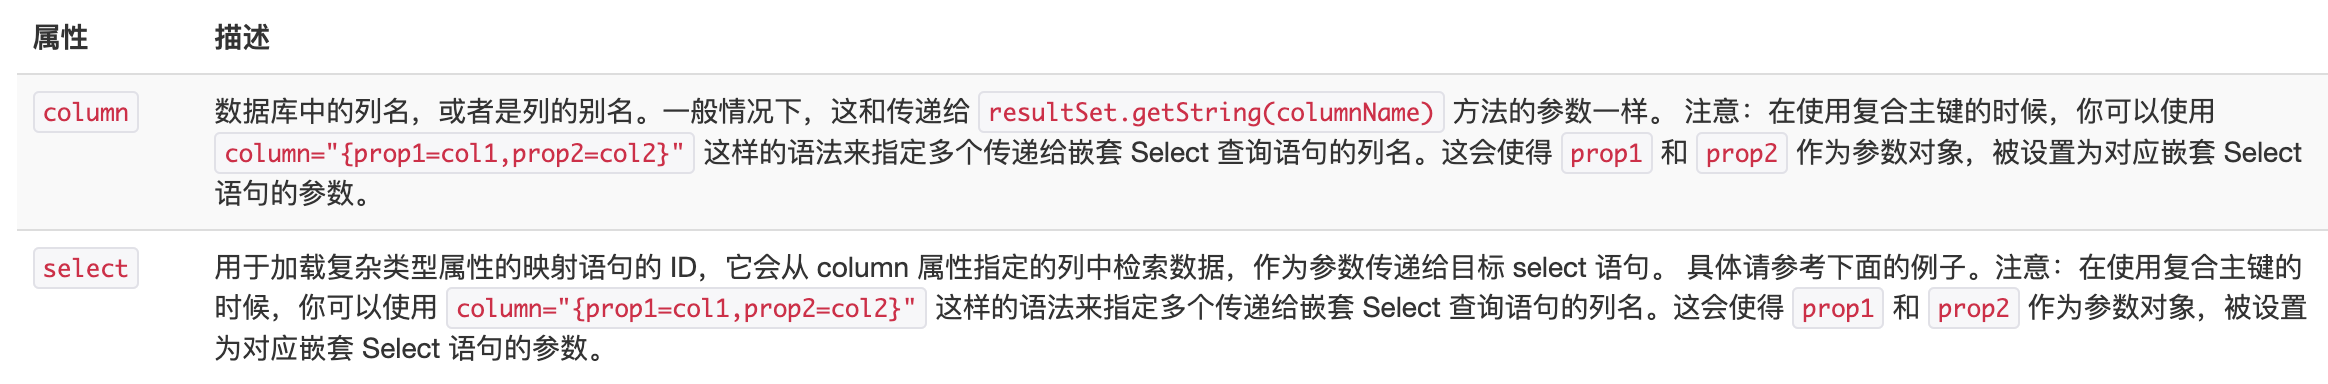 属性 描述
column 数据库中的列名，或者是列的别名。一般情况下，这和传递给 resultSet.getString(columnName) 方法的参数一样。 注意：在使用复合主键的时候，你可以使用
column="{prop1=col1,prop2=col2}" 这样的语法来指定多个传递给嵌套 Select 查询语句的列名。这会使得 prop1 和 prop2 作为参数对象，被设置为对应嵌套 Select
语句的参数。
select 用于加载复杂类型属性的映射语句的 ID，它会从 column 属性指定的列中检索数据，作为参数传递给目标 select 语句。 具体请参考下面的例子。注意：在使用复合主键的
时候，你可以使用 column="{prop1=col1,prop2=col2}" 这样的语法来指定多个传递给嵌套 Select 查询语句的列名。这会使得 prop1 和 prop2 作为参数对象，被设置
为对应嵌套 Select 语句的参数。